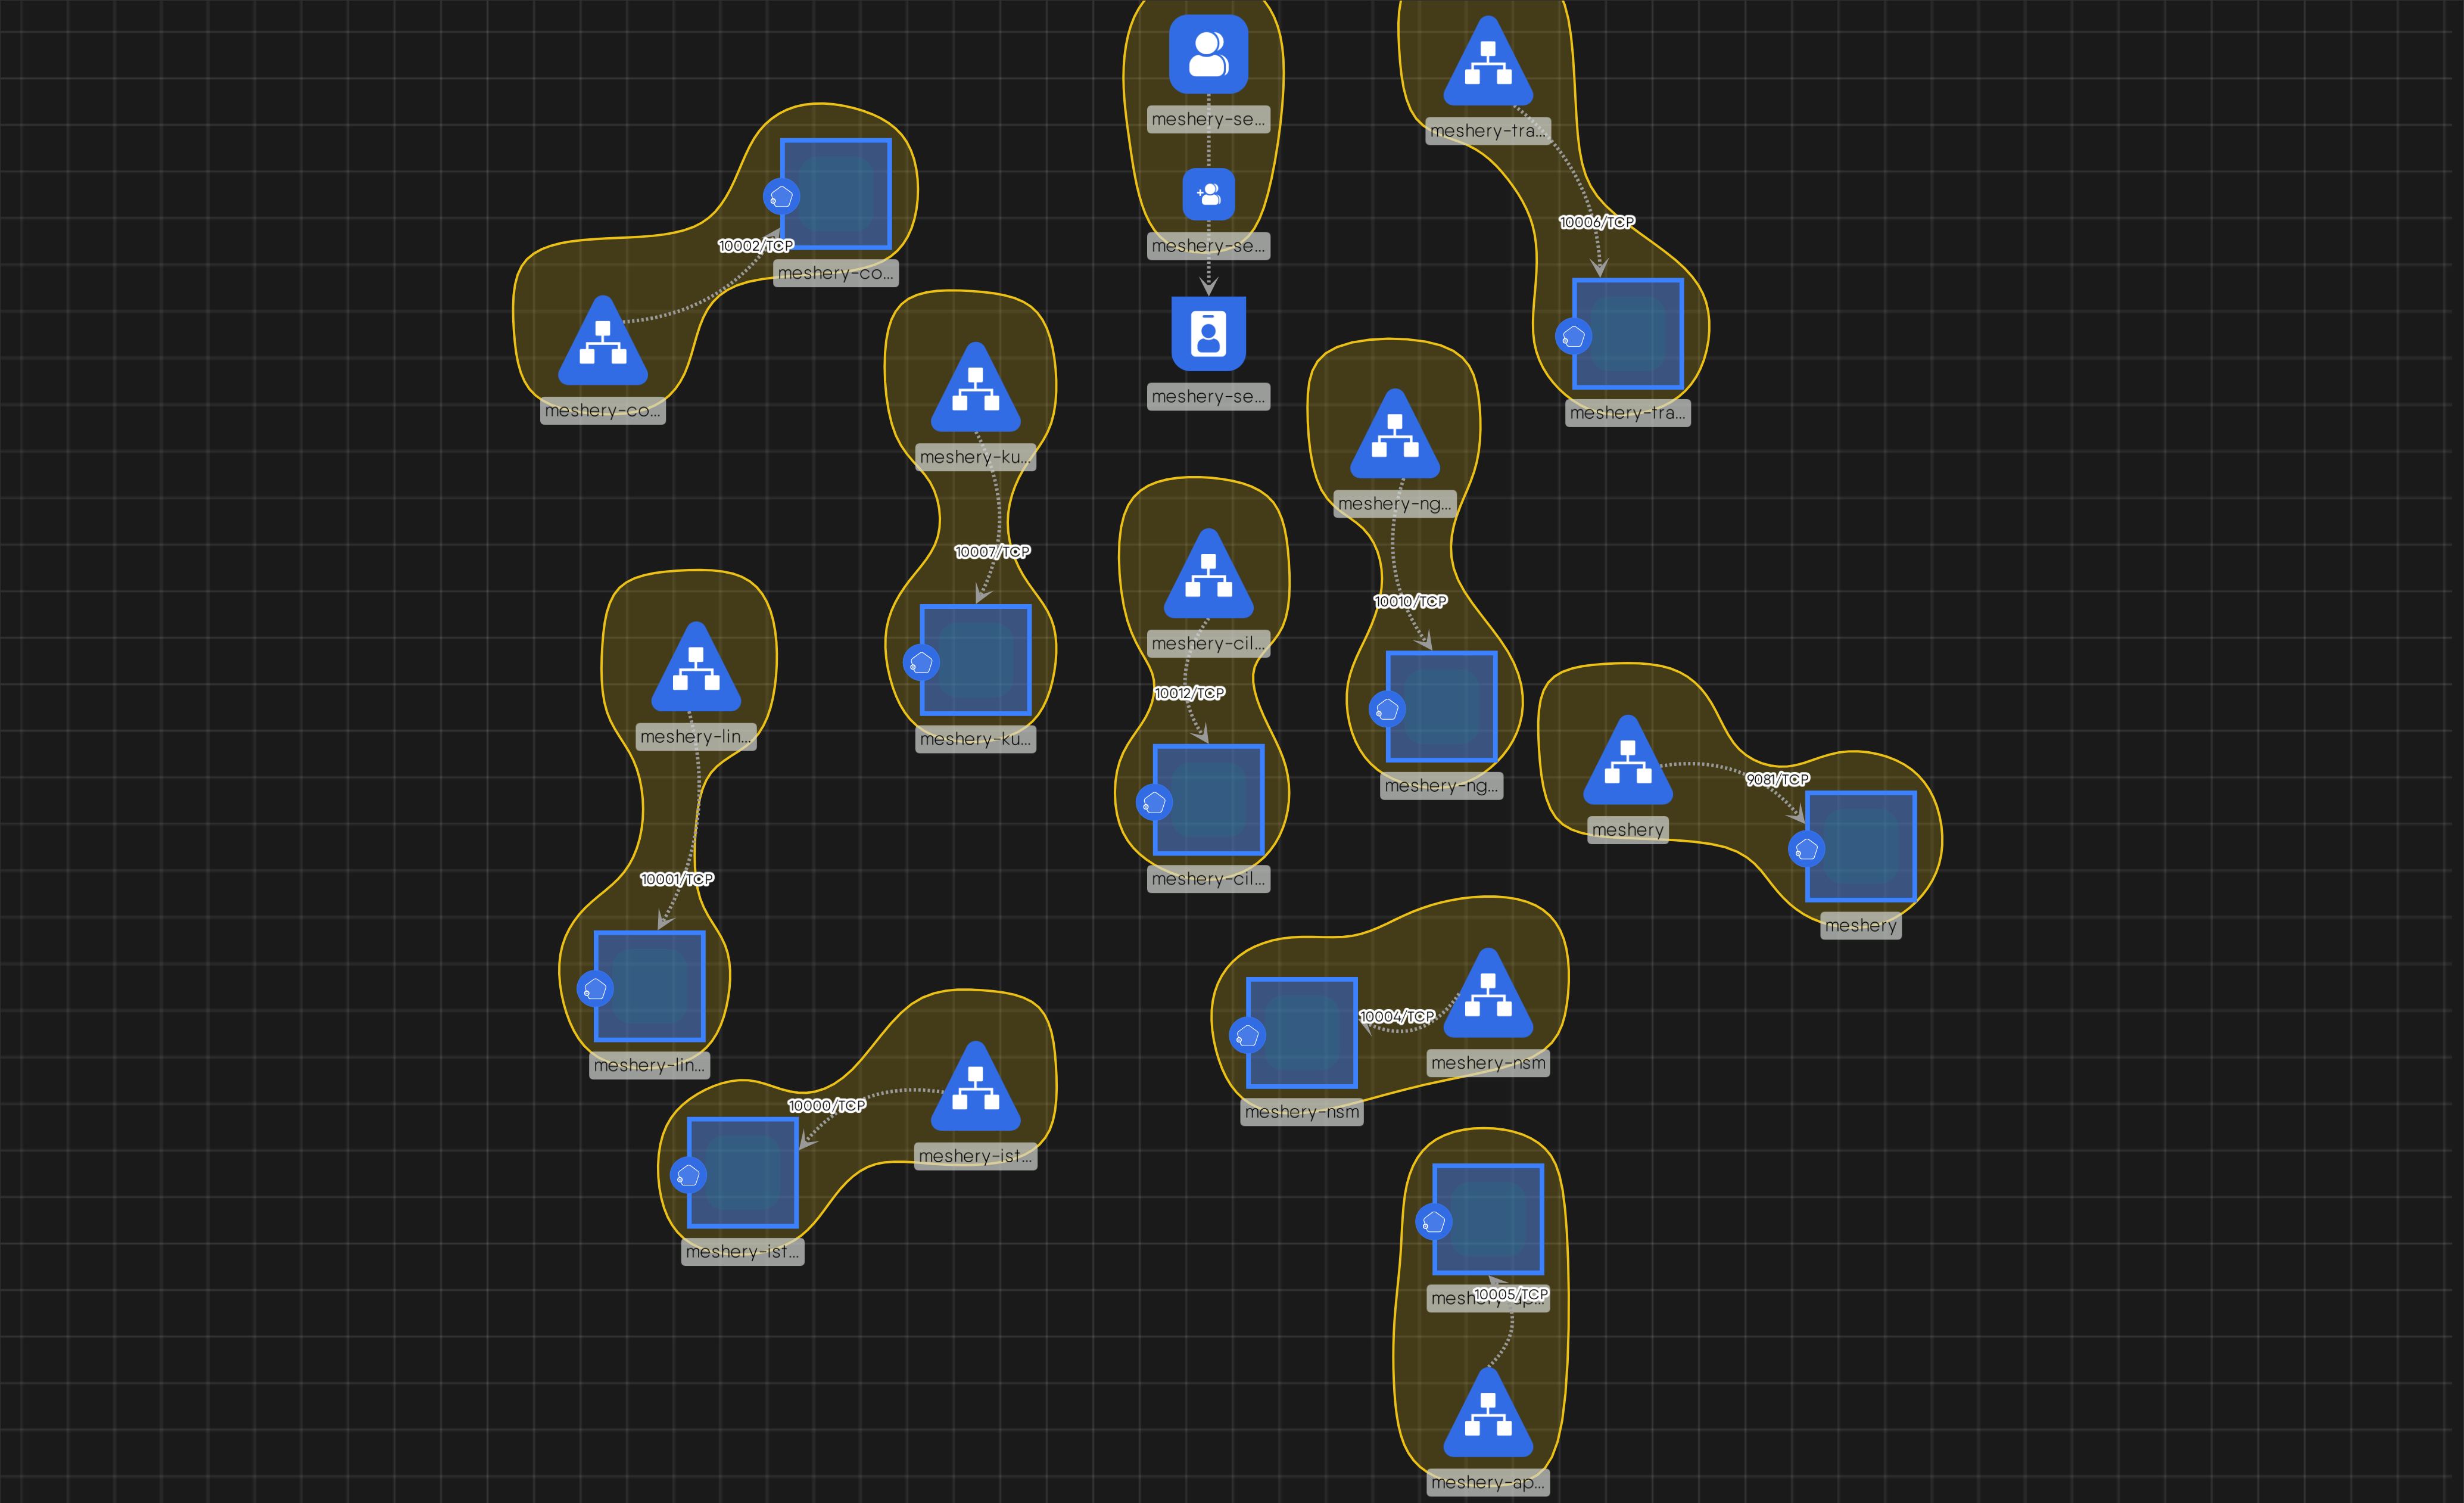 meshery-se...
meshery-tra...
meshery-se...
10006/TCP
10002/TCP
meshery-co...
meshery-se...
meshery-co...
meshery-tra...
meshery-ku...
meshery-ng...
10007/TCP
10010/TCP
meshery-cil...
10012/TCP
meshery-lin...
meshery-ku...
9081/TCP
meshery-ng...
meshery
10001/TCP
meshery-cil...
meshery
10004/TCP
meshery-nsm
meshery-lin...
10000/TCP
meshery-nsm
meshery-ist...
meshery-ist...
10005/TCP
meshery-ap...
meshery-ap...